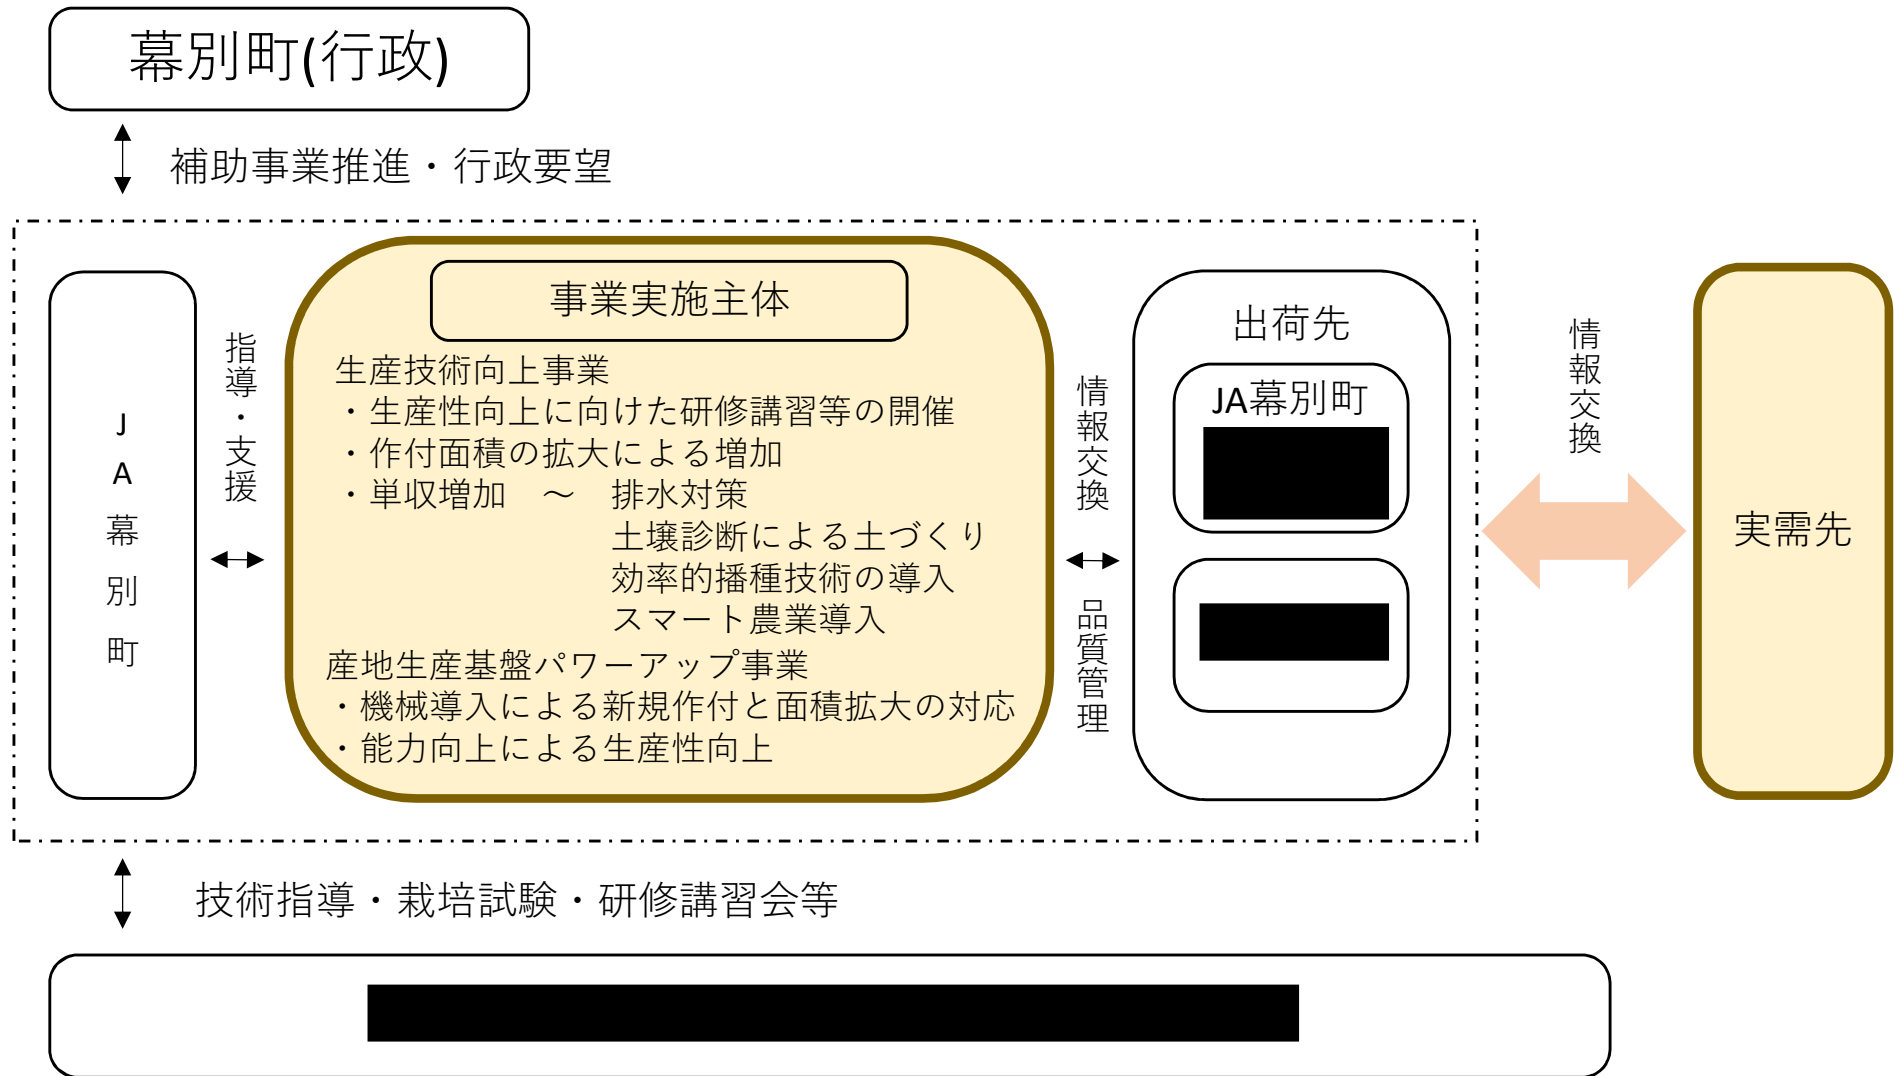 幕別町(行政)
補助事業推進・行政要望
JA幕別町
指導・支援
事業実施主体
生産技術向上事業
・生産性向上に向けた研修講習等の開催
・作付面積の拡大による増加
・単収増加　～　排水対策
土壌診断による土づくり
効率的播種技術の導入
スマート農業導入
産地生産基盤パワーアップ事業
・機械導入による新規作付と面積拡大の対応
・能力向上による生産性向上
情報交換
品質管理
出荷先
JA幕別町
情報交換
実需先
技術指導・栽培試験・研修講習会等